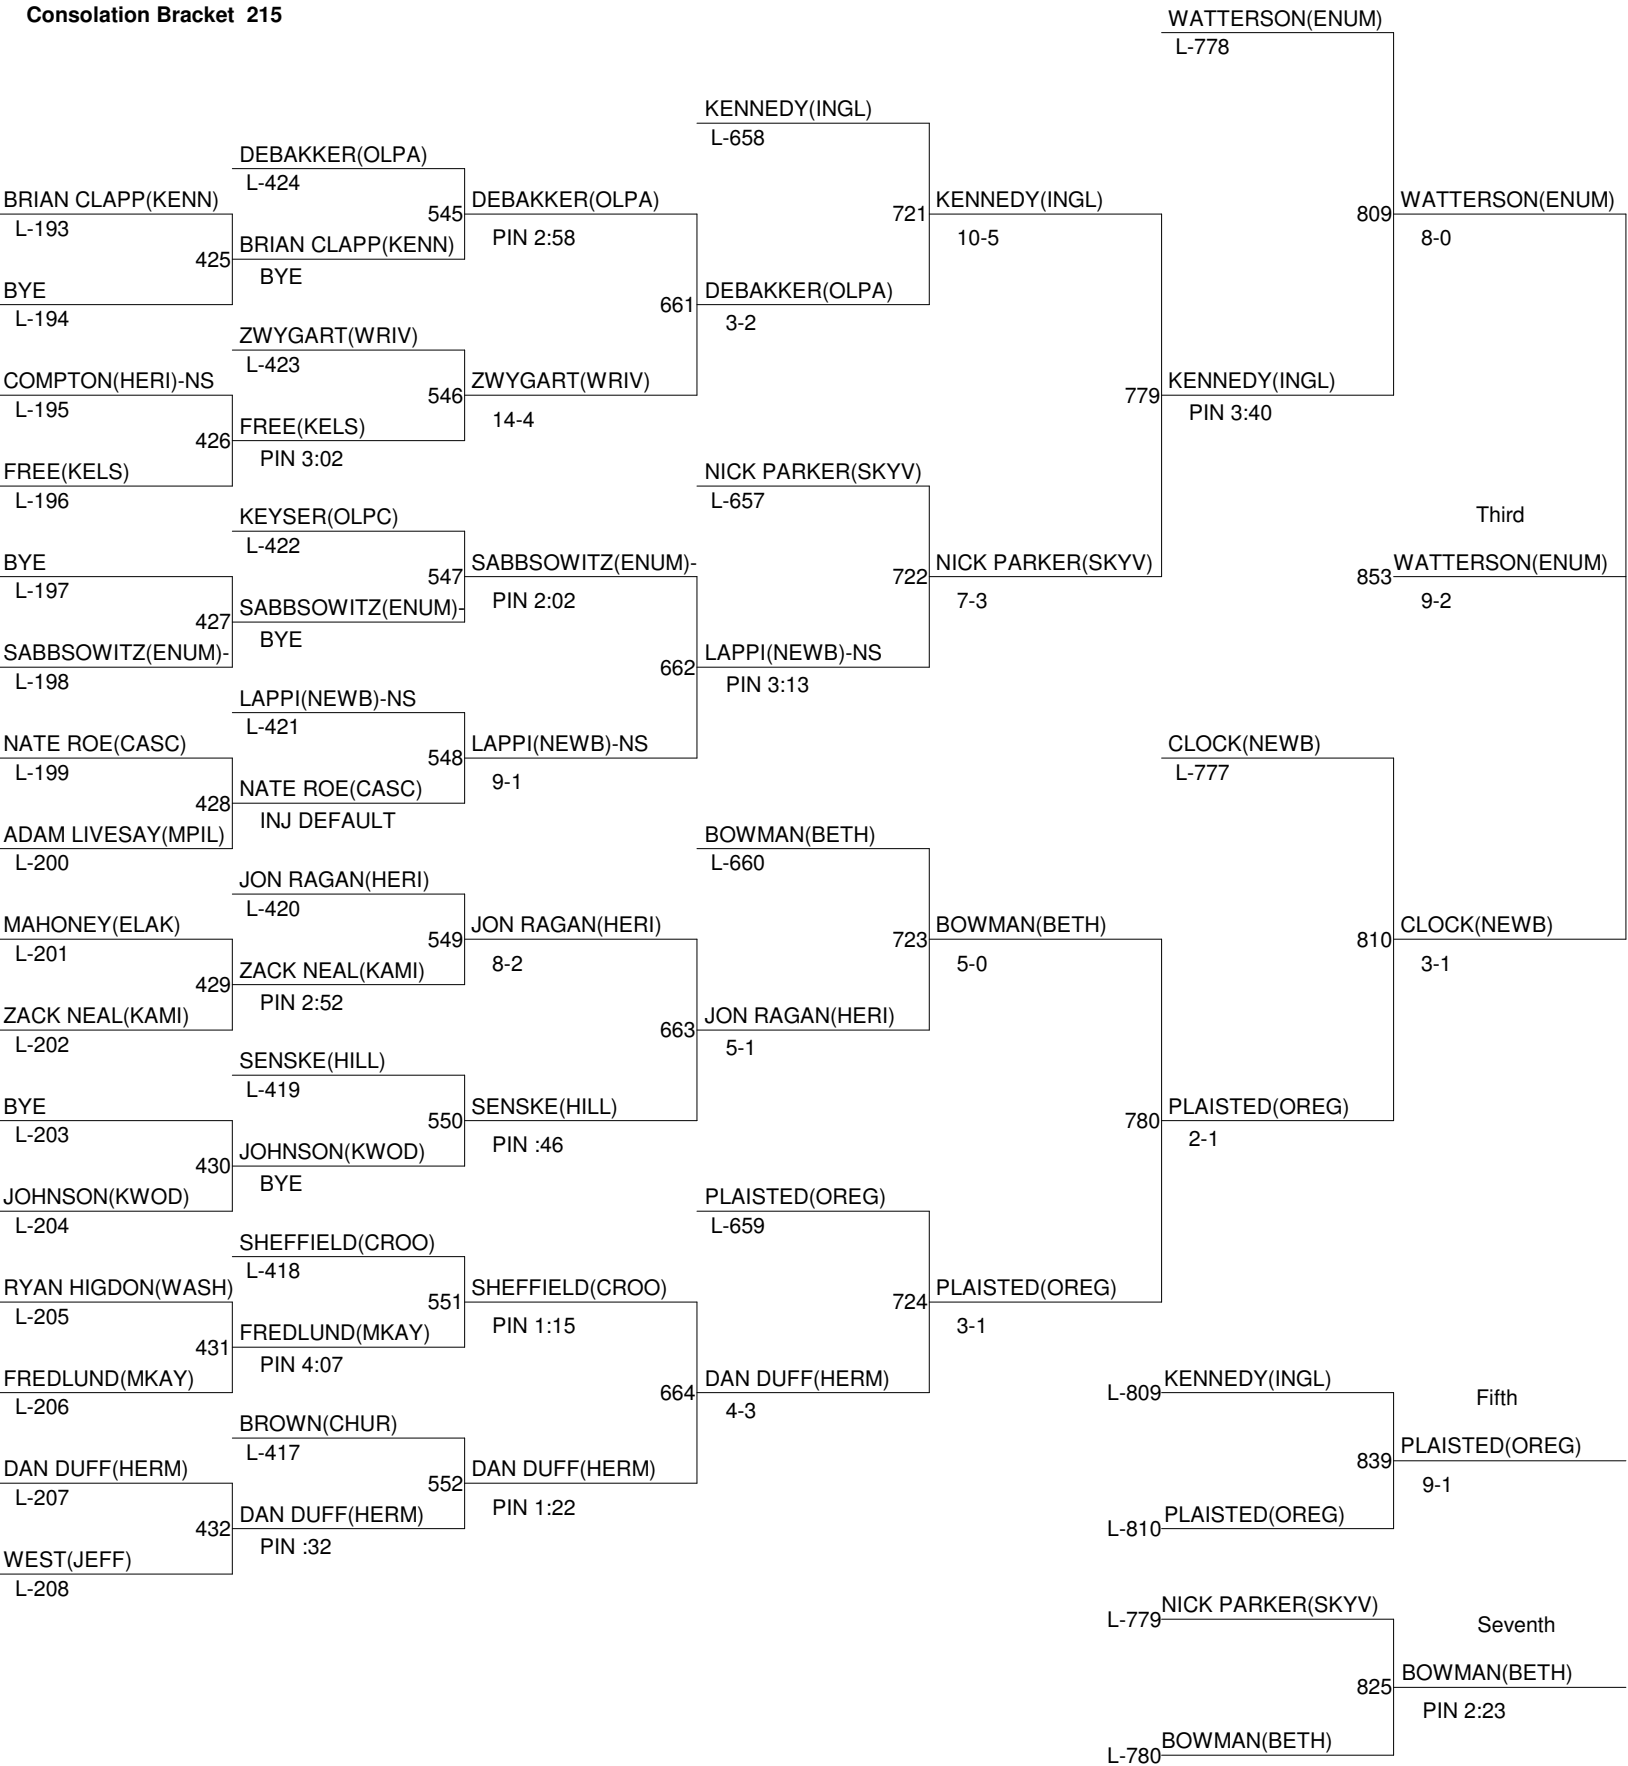 Consolation Bracket 215
WATTERSON(ENUM)
L-778
KENNEDY(INGL)
L-658
DEBAKKER(OLPA)
L-424
BRIAN CLAPP(KENN)
L-193
545
DEBAKKER(OLPA)
PIN 2:58
721
KENNEDY(INGL)
10-5
809
WATTERSON(ENUM)
8-0
425
BRIAN CLAPP(KENN)
BYE
BYE
L-194
661
DEBAKKER(OLPA)
3-2
ZWYGART(WRIV)
L-423
COMPTON(HERI)-NS
L-195
546
ZWYGART(WRIV)
14-4
779
KENNEDY(INGL)
PIN 3:40
426
FREE(KELS)
PIN 3:02
FREE(KELS)
L-196
NICK PARKER(SKYV)
L-657
KEYSER(OLPC)
L-422
Third
BYE
L-197
547
SABBSOWITZ(ENUM)-
PIN 2:02
722
NICK PARKER(SKYV)
7-3
853
WATTERSON(ENUM)
9-2
427
SABBSOWITZ(ENUM)-
BYE
SABBSOWITZ(ENUM)-
L-198
662
LAPPI(NEWB)-NS
PIN 3:13
LAPPI(NEWB)-NS
L-421
NATE ROE(CASC)
L-199
548
LAPPI(NEWB)-NS
9-1
CLOCK(NEWB)
L-777
428
NATE ROE(CASC)
INJ DEFAULT
ADAM LIVESAY(MPIL)
L-200
BOWMAN(BETH)
L-660
JON RAGAN(HERI)
L-420
MAHONEY(ELAK)
L-201
549
JON RAGAN(HERI)
8-2
723
BOWMAN(BETH)
5-0
810
CLOCK(NEWB)
3-1
429
ZACK NEAL(KAMI)
PIN 2:52
ZACK NEAL(KAMI)
L-202
663
JON RAGAN(HERI)
5-1
SENSKE(HILL)
L-419
BYE
L-203
550
SENSKE(HILL)
PIN :46
780
PLAISTED(OREG)
2-1
430
JOHNSON(KWOD)
BYE
JOHNSON(KWOD)
L-204
PLAISTED(OREG)
L-659
SHEFFIELD(CROO)
L-418
RYAN HIGDON(WASH)
L-205
551
SHEFFIELD(CROO)
PIN 1:15
724
PLAISTED(OREG)
3-1
431
FREDLUND(MKAY)
PIN 4:07
FREDLUND(MKAY)
L-206
664
DAN DUFF(HERM)
4-3
L-809
KENNEDY(INGL)
Fifth
BROWN(CHUR)
L-417
DAN DUFF(HERM)
L-207
552
DAN DUFF(HERM)
PIN 1:22
839
PLAISTED(OREG)
9-1
432
DAN DUFF(HERM)
PIN :32
L-810
PLAISTED(OREG)
WEST(JEFF)
L-208
L-779
NICK PARKER(SKYV)
Seventh
825
BOWMAN(BETH)
PIN 2:23
L-780
BOWMAN(BETH)